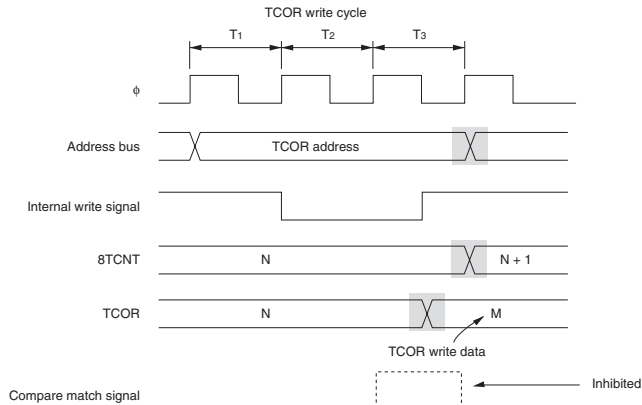 TCOR write cycle
T1 T2 T3
ϕ
Address bus TCOR address
Internal write signal
8TCNT N N + 1
TCOR N M
TCOR write data
Compare match signal Inhibited